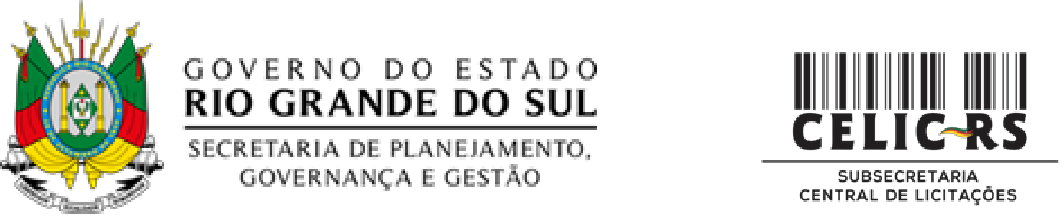 GOVERNO DO ESTADO
RIO GRANDE DO SUL
SECRETARIA DE PLANEJAMENTO,
GOVERNANÇA E GESTÃO
CELIC-RS
SUBSECRETARIA
CENTRAL DE LICITAÇÕES